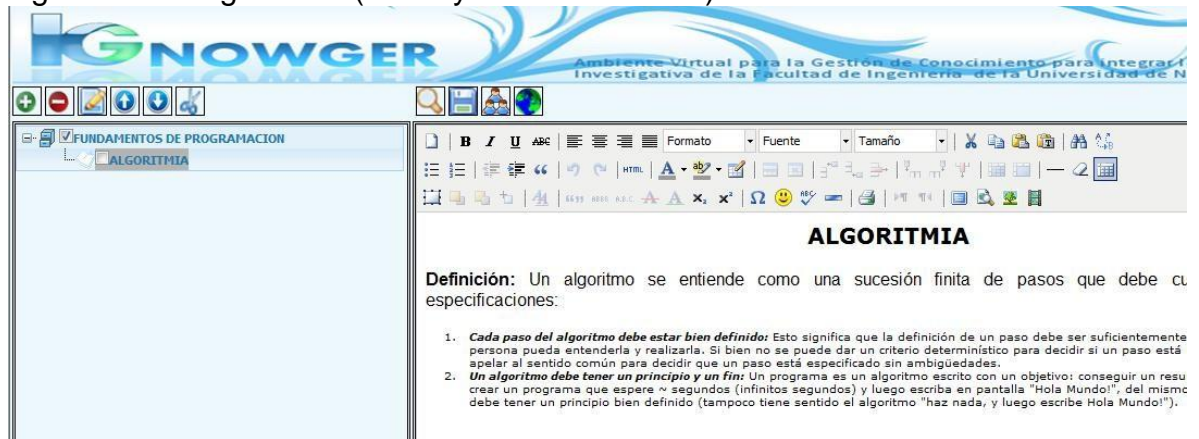 GNOWGER
Ambiente Virtual para la Gestión de Conocimiento para integrar
Investigativa de la Facultad de Ingeniería de la Universidad de N
FUNDAMENTOS DE PROGRAMACION
ALGORITMIA
B I U ABC Formato Fuente Tamaño
HTML A
ALGORITMIA
Definición: Un algoritmo se entiende como una sucesión finita de pasos que debe cu
especificaciones:
1. Cada paso del algoritmo debe estar bien definido: Esto significa que la definición de un paso debe ser suficientemente
persona pueda entenderla y realizarla. Si bien no se puede dar un criterio determinístico para decidir si un paso está
apelar al sentido común para decidir que un paso está especificado sin ambigüedades.
2. Un algoritmo debe tener un principio y un fin: Un programa es un algoritmo escrito con un objetivo: conseguir un resu
crear un programa que espere ~ segundos (infinitos segundos) y luego escriba en pantalla "Hola Mundo!", del mismo
debe tener un principio bien definido (tampoco tiene sentido el algoritmo "haz nada, y luego escribe Hola Mundo!").